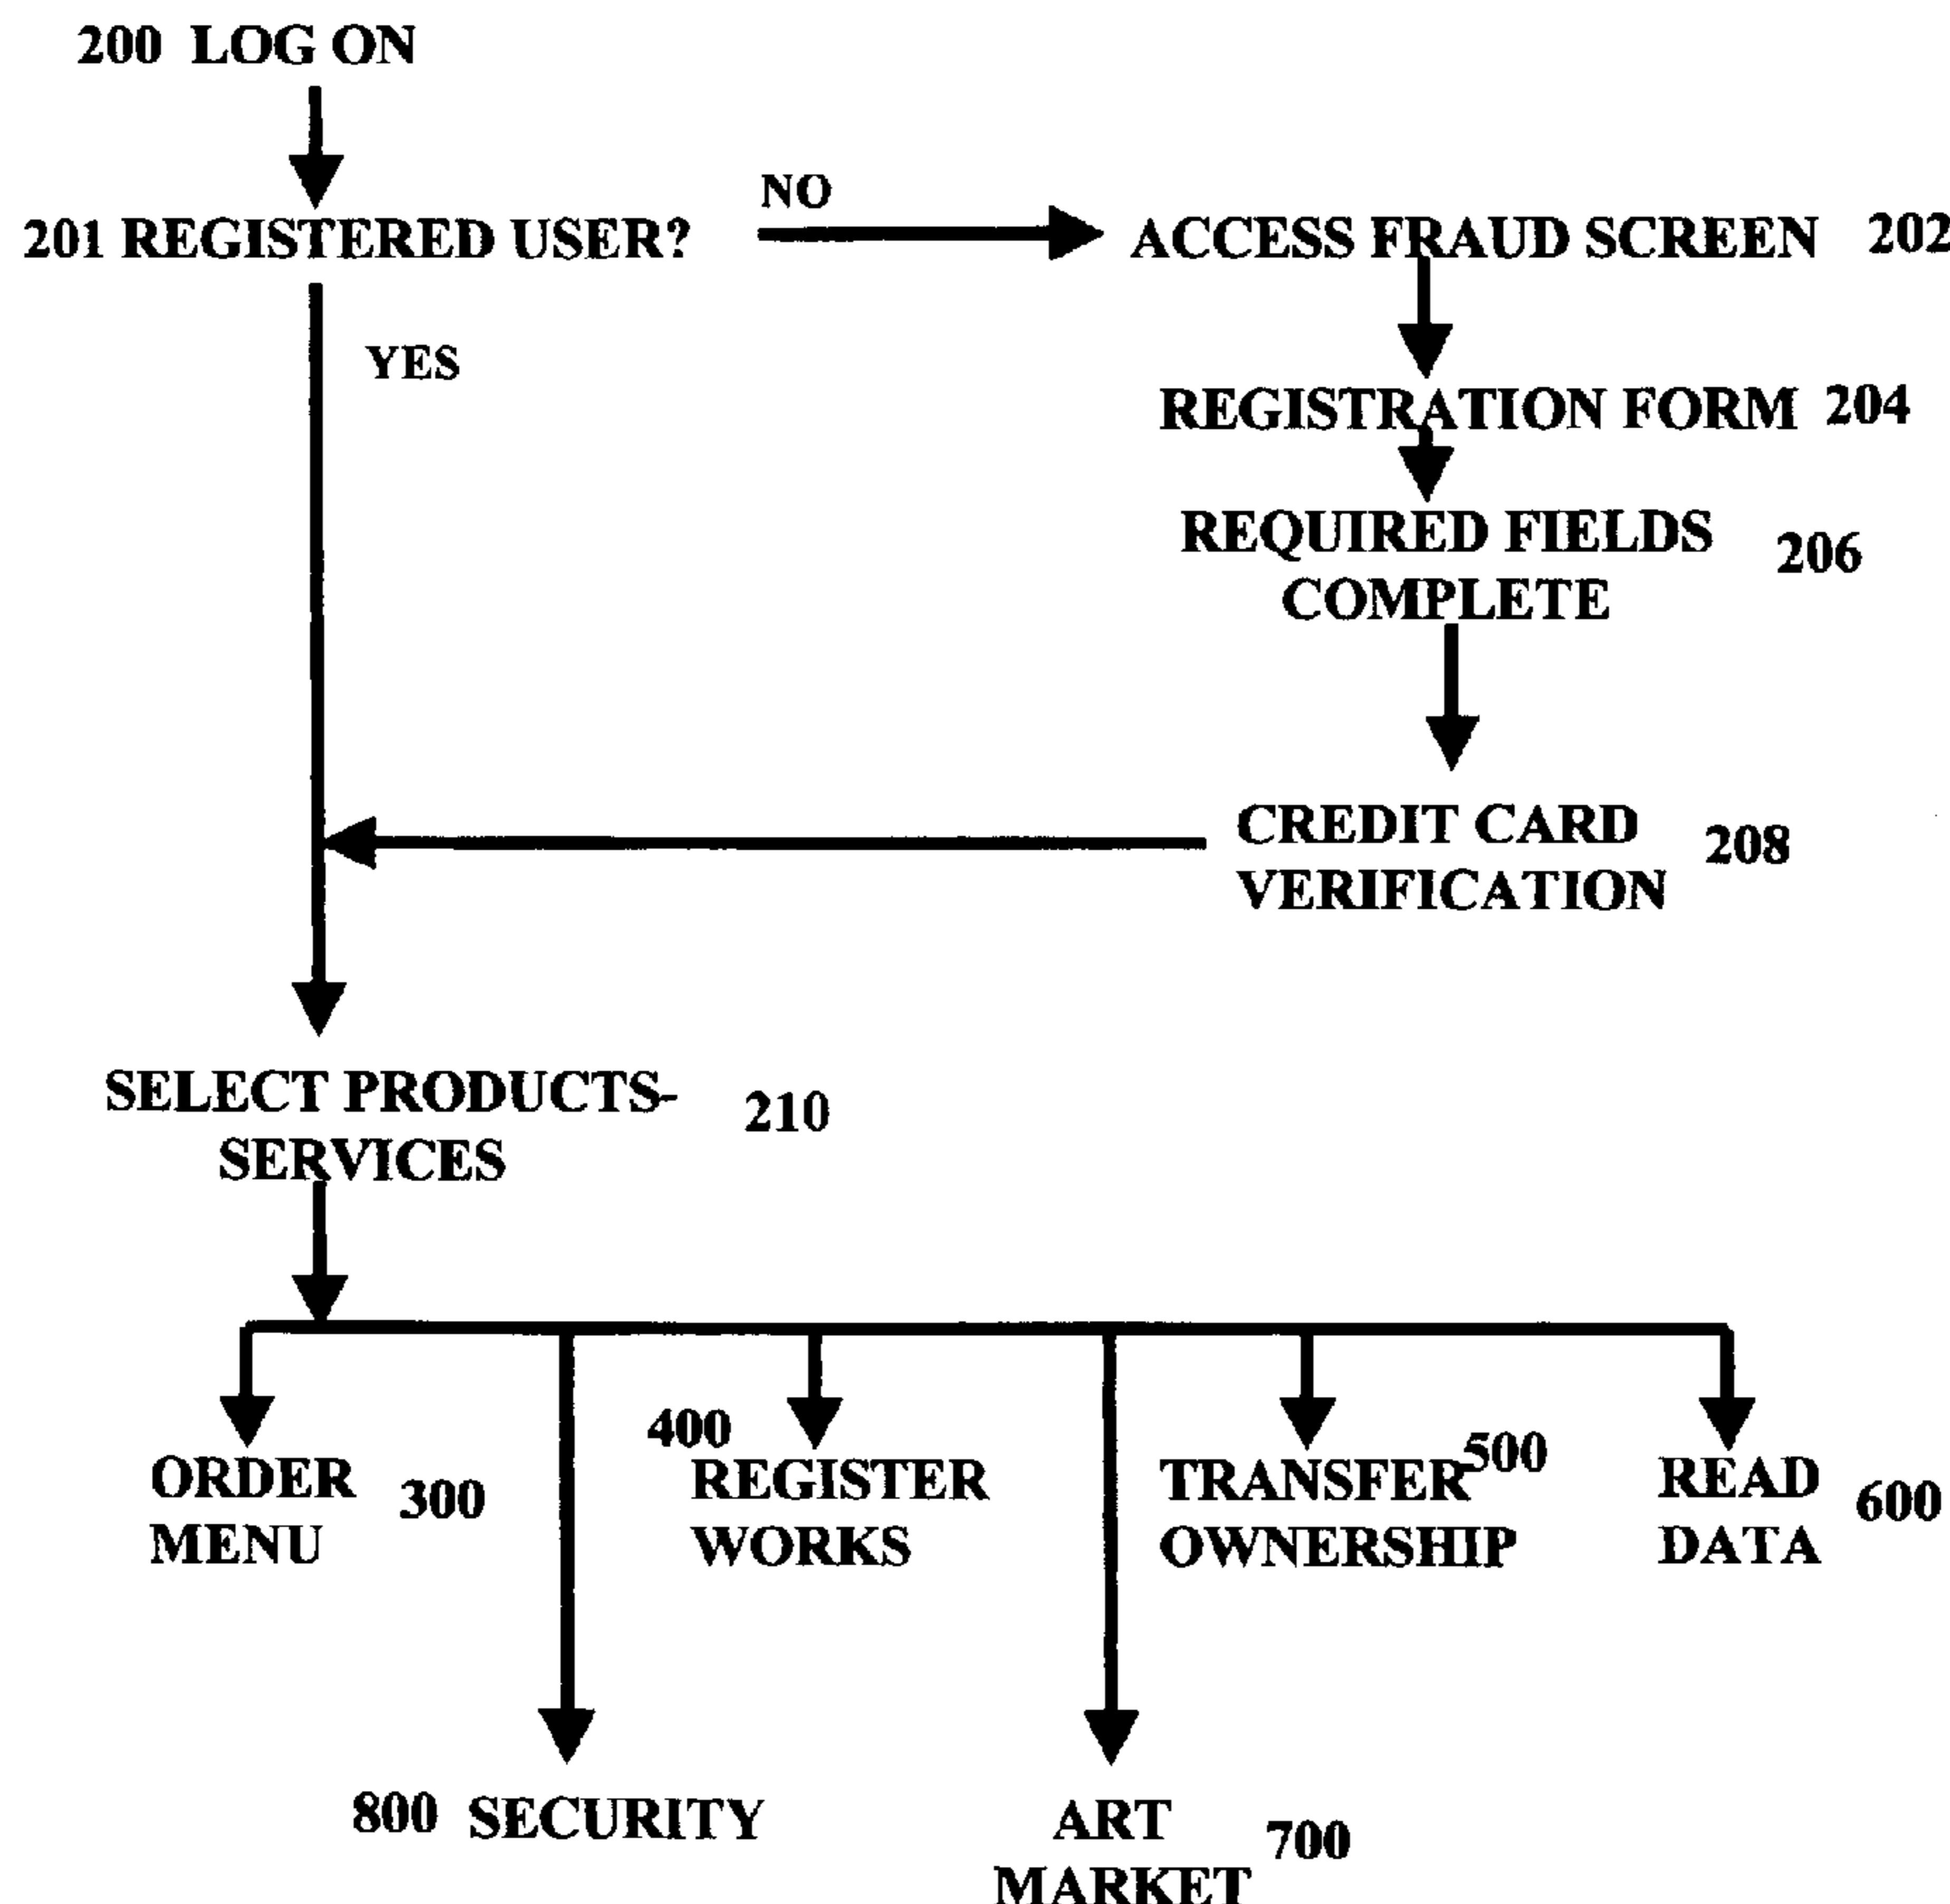 200 LOG ON
NO
201 REGISTERED USER?
ACCESS FRAUD SCREEN 202
YES
REGISTRATION FORM 204
REQUIRED FIELDS
COMPLETE
206
CREDIT CARD
VERIFICATION
208
SELECT PRODUCTS-
SERVICES
210
ORDER
MENU
300
400
REGISTER
WORKS
TRANSFER
OWNERSHIP
500
READ
DATA
600
800 SECURITY
ART
MARKET
700